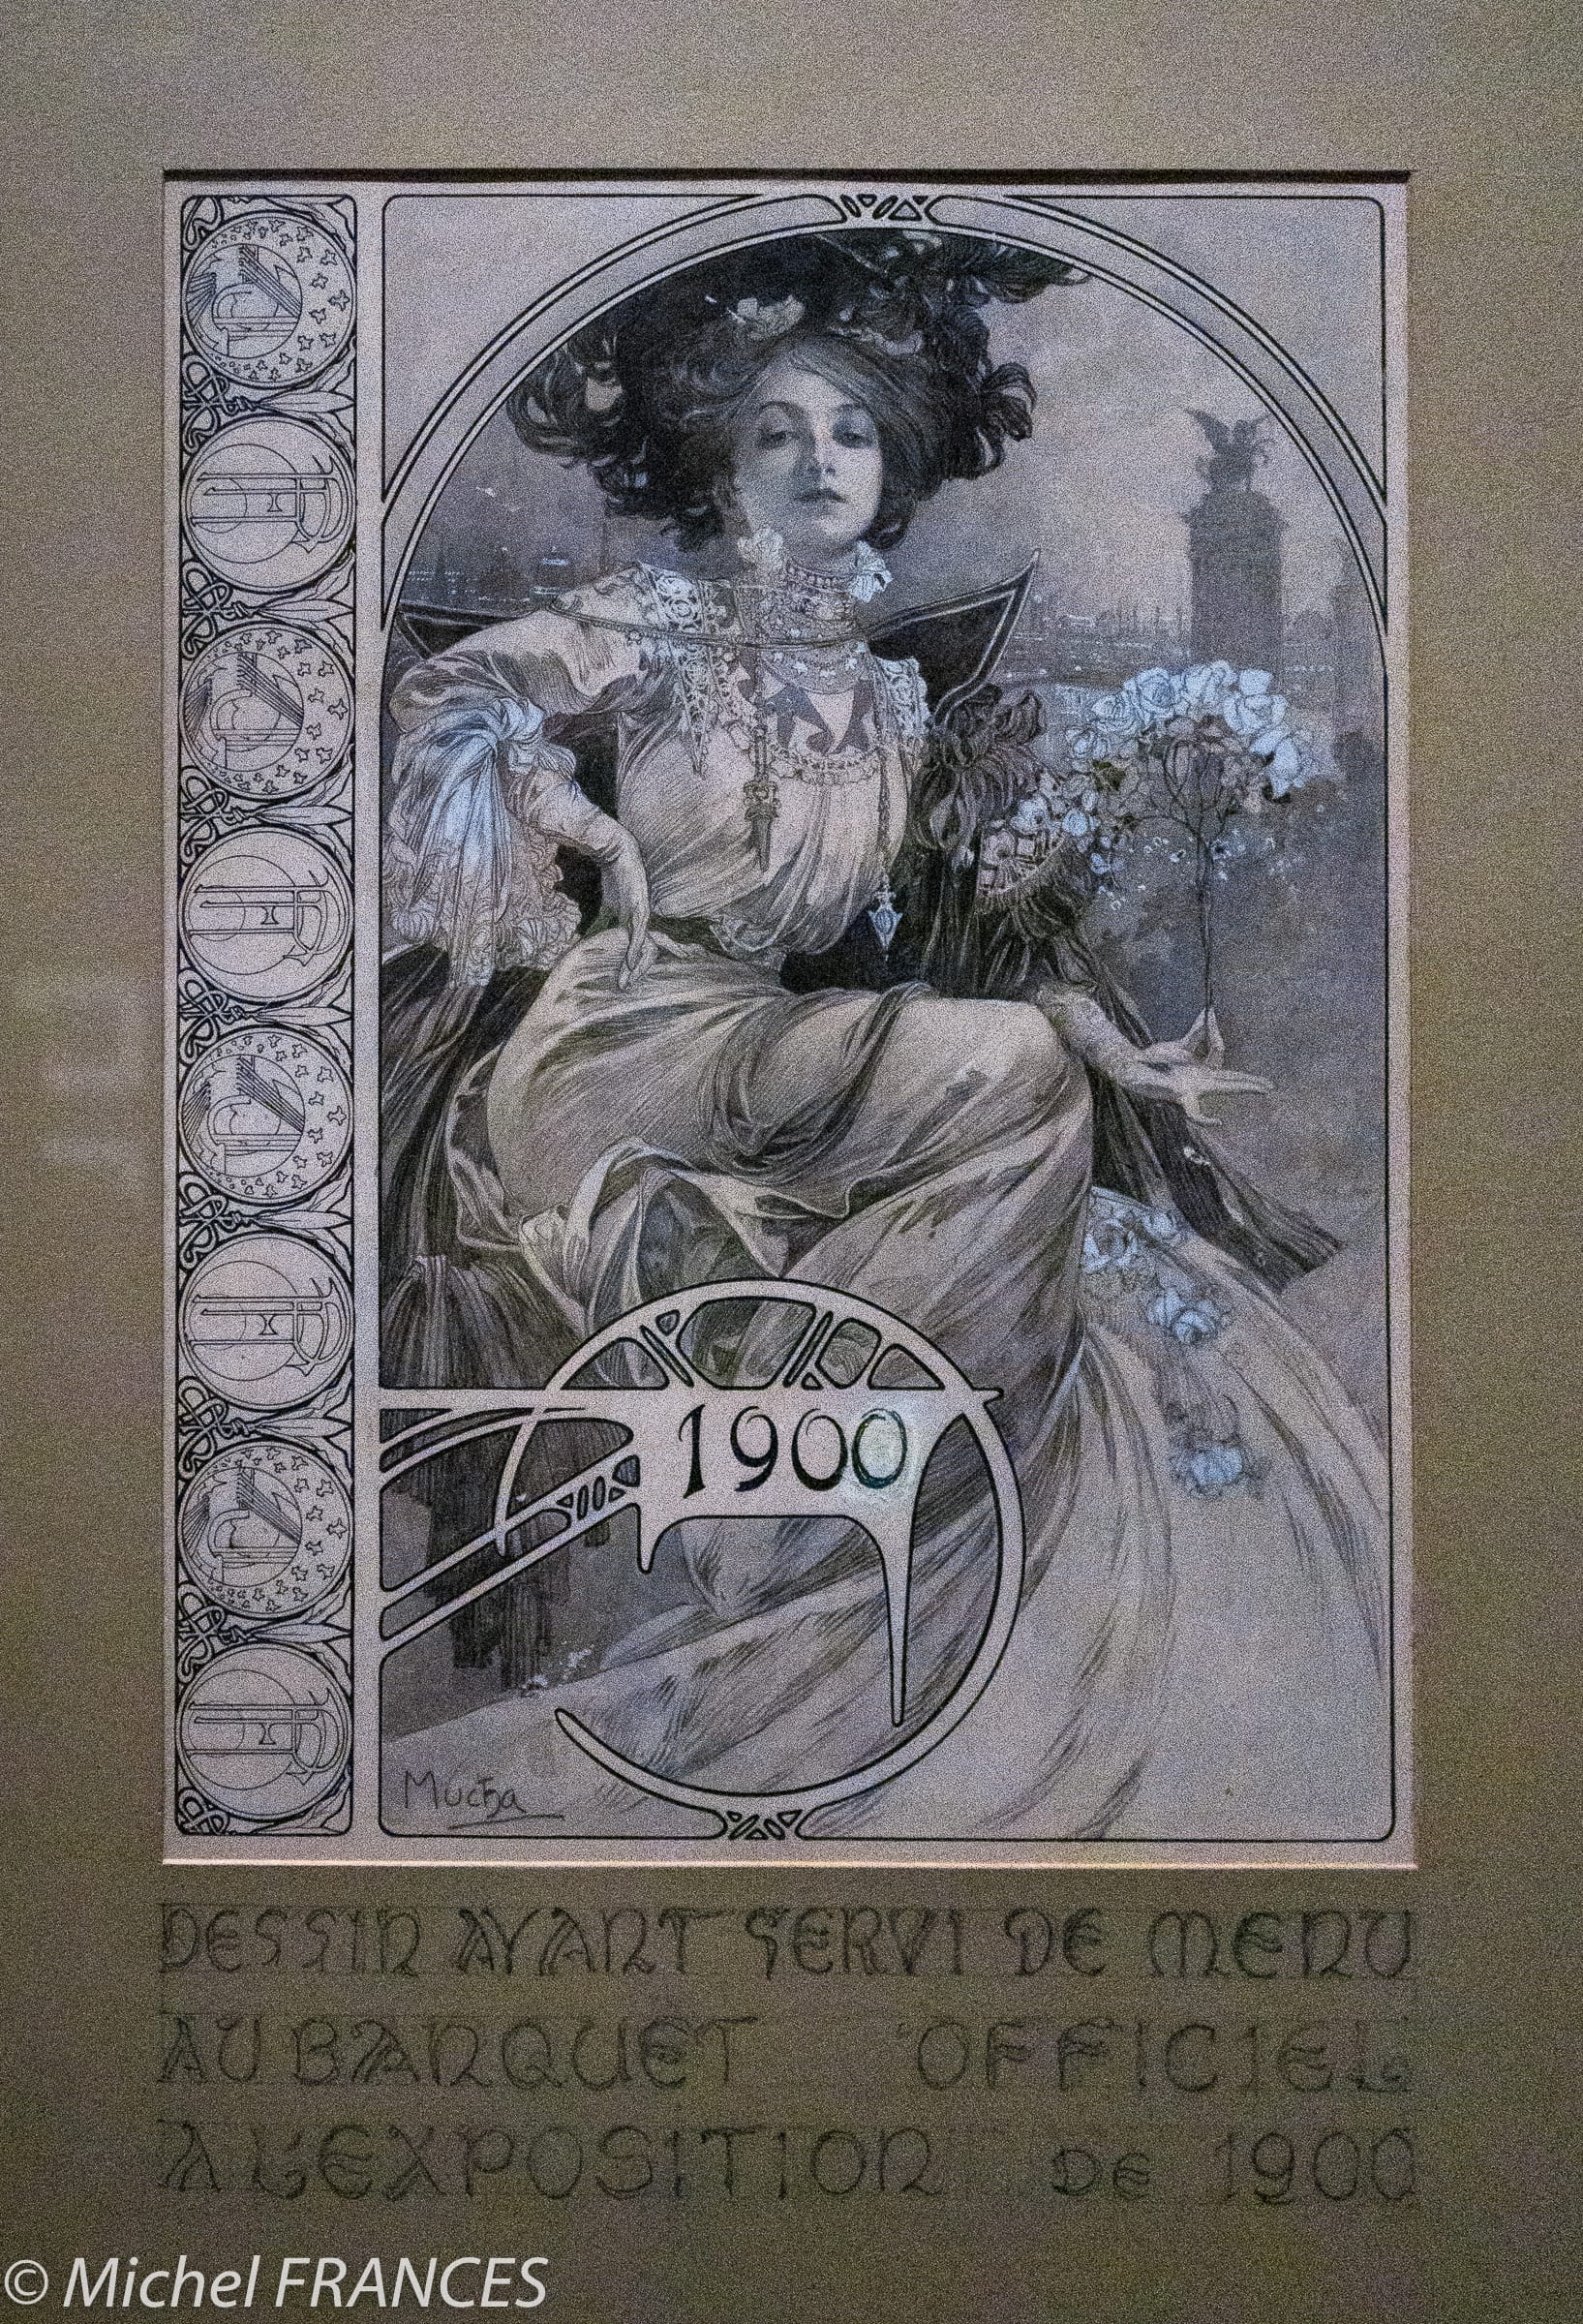 1900
Mucha
DESSIN AYANT SERVI DE MENU
AU BANQUET OFFICIEL
A L'EXPOSITION DE 1900
© Michel FRANCES